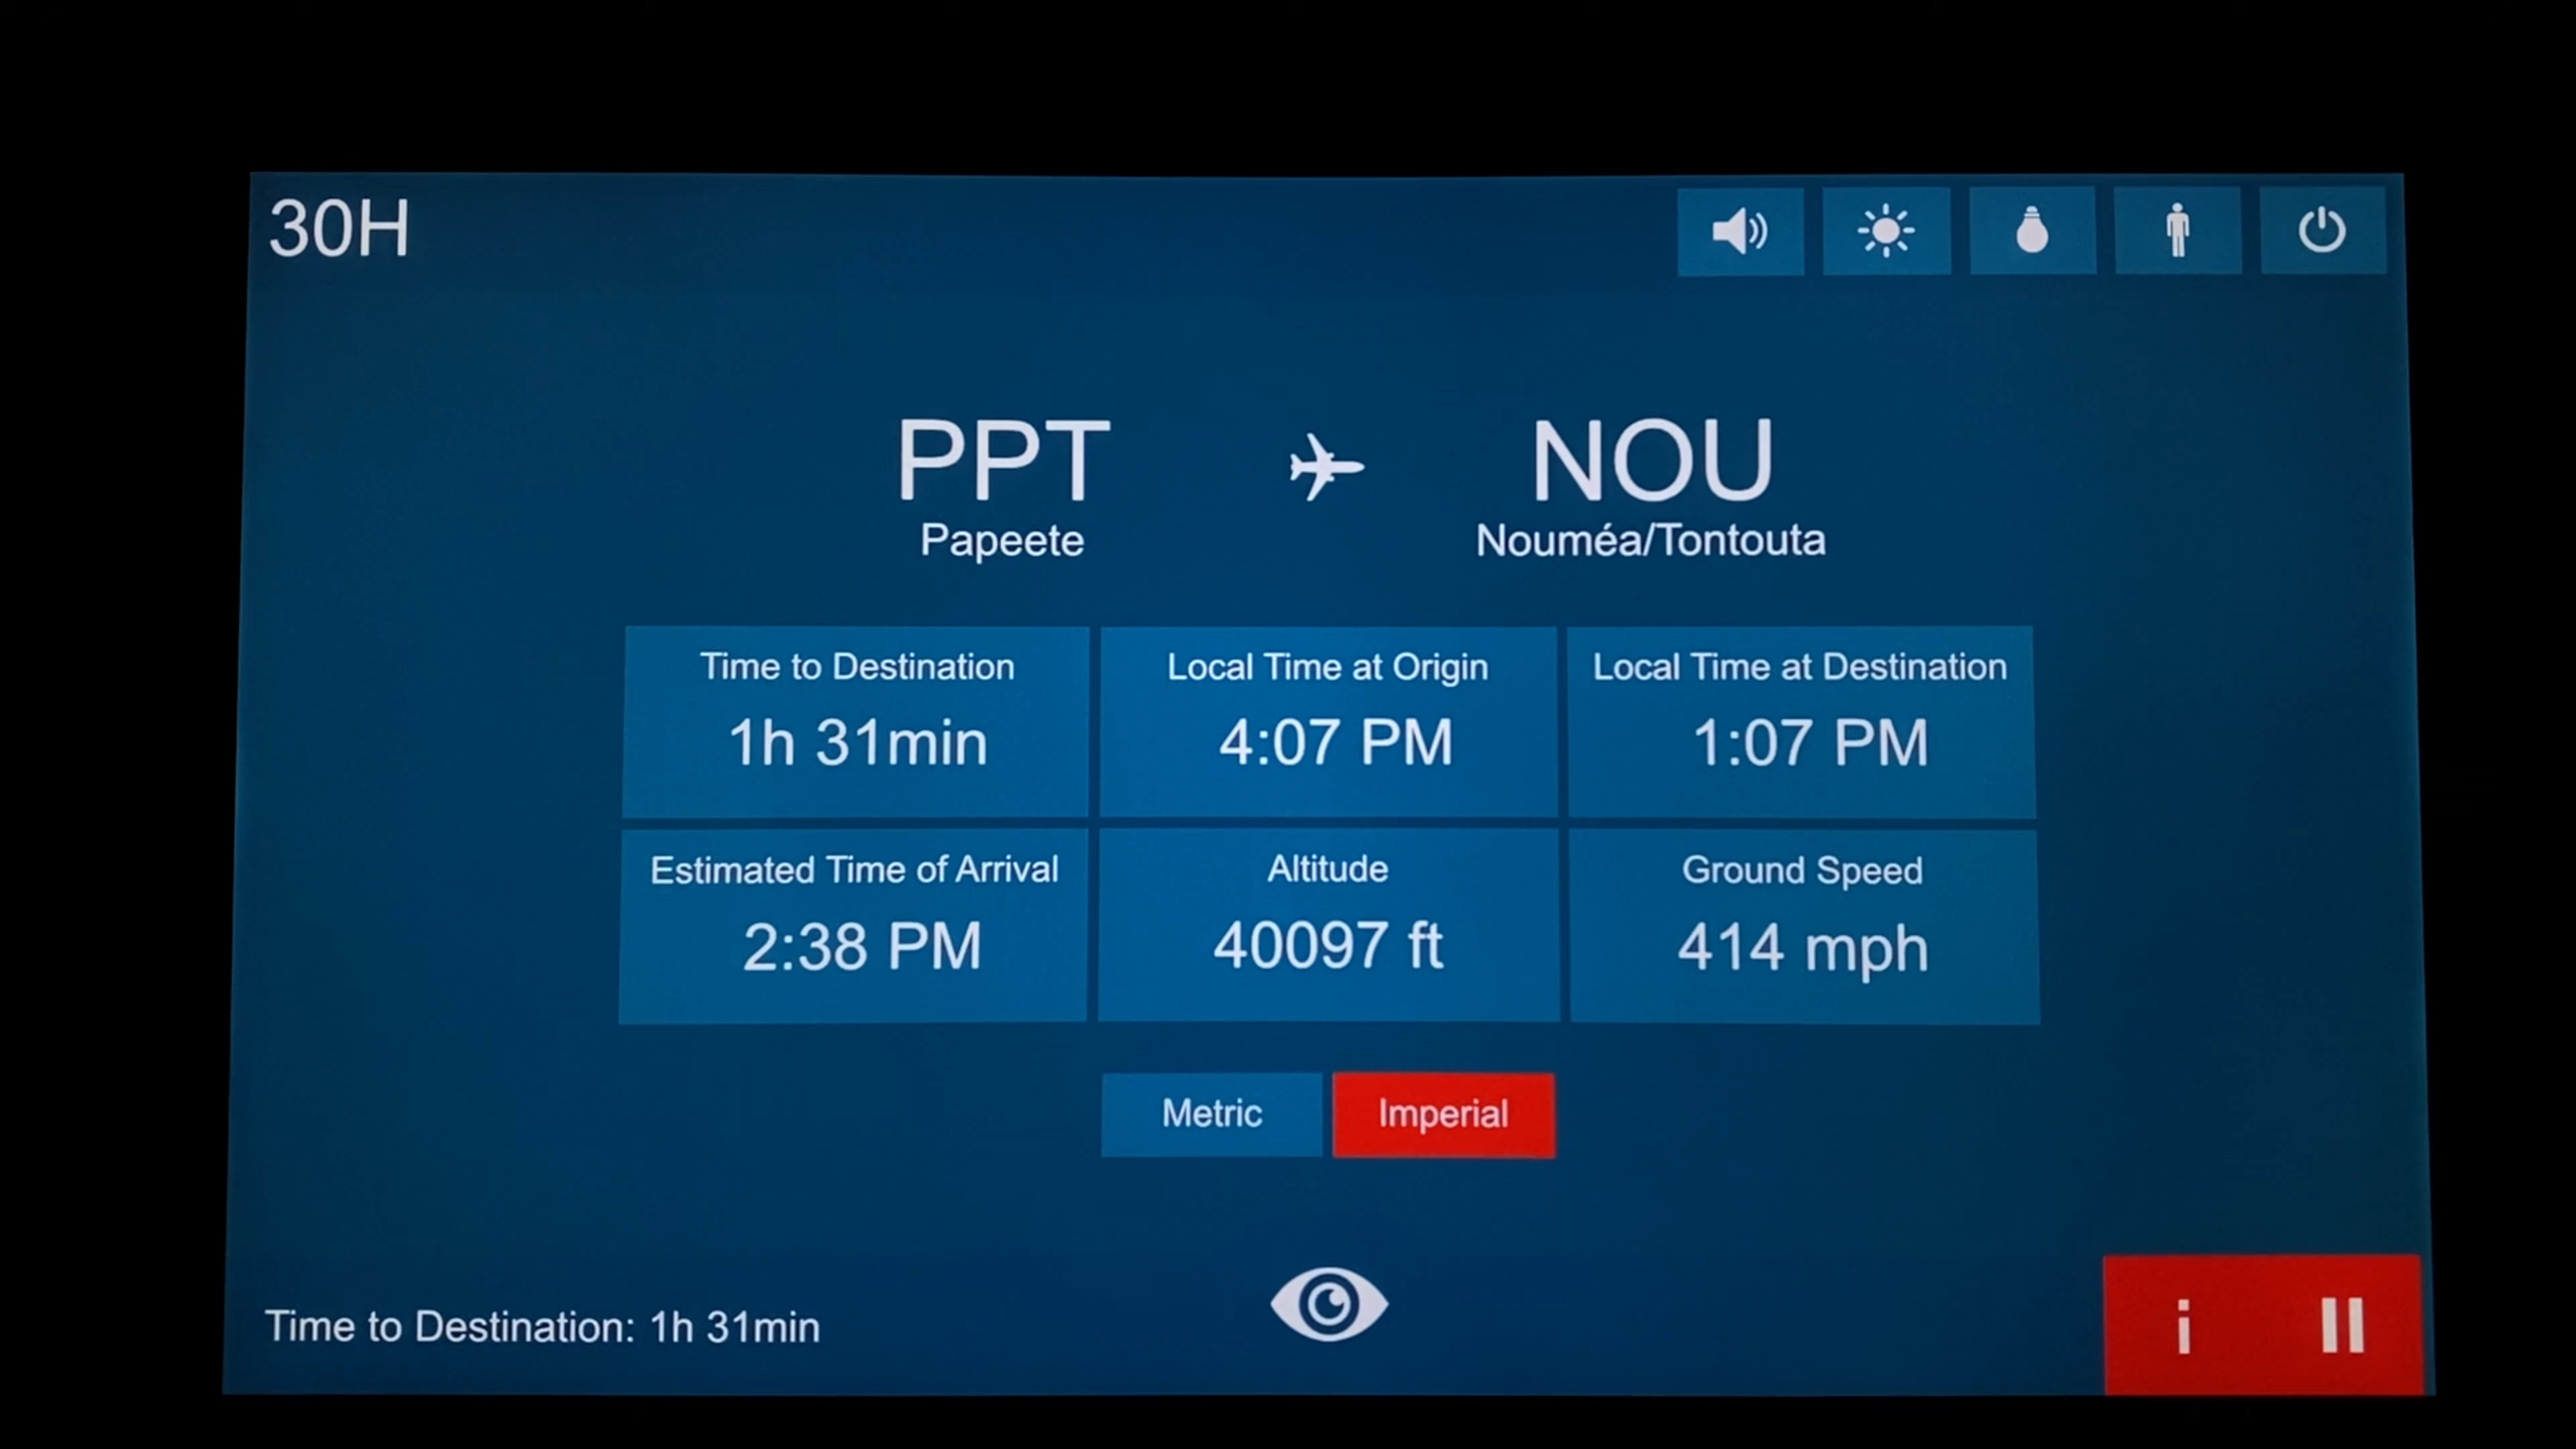 30H
PPT
NOU
Papeete
Nouméa/Tontouta
Time to Destination
Local Time at Origin
Local Time at Destination
1h 31min
4:07 PM
1:07 PM
Estimated Time of Arrival
Altitude
Ground Speed
2:38 PM
40097 ft
414 mph
Metric
Imperial
Time to Destination: 1h 31min
i